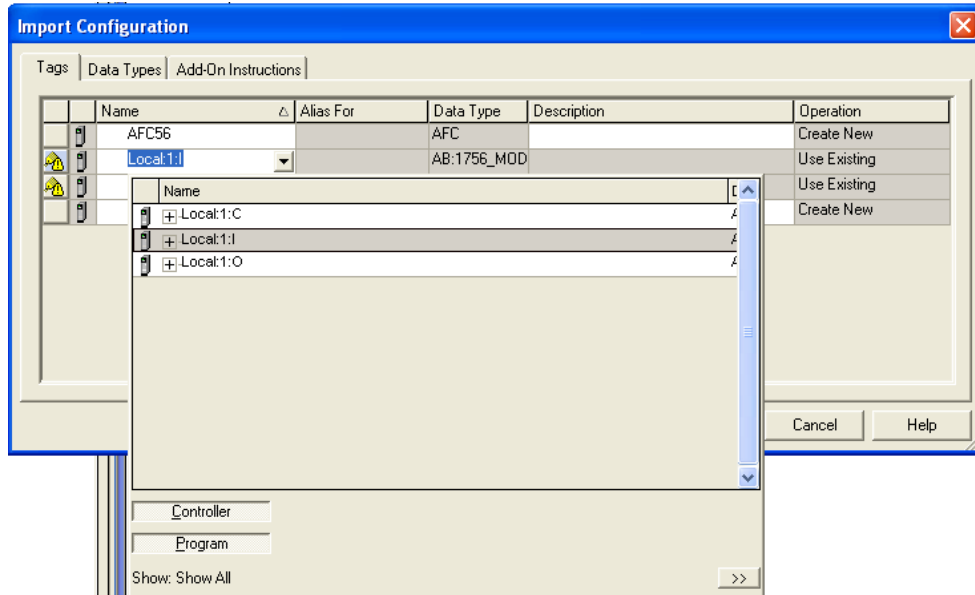 Import Configuration
Tags Data Types Add-On Instructions
Name Alias For Data Type Description Operation
AFC56 AFC Create New
Local:1:I AB:1756_MOD Use Existing
Use Existing
Create New
Name
Local:1:C
Local:1:I
Local:1:O
Cancel Help
Controller
Program
Show: Show All >>